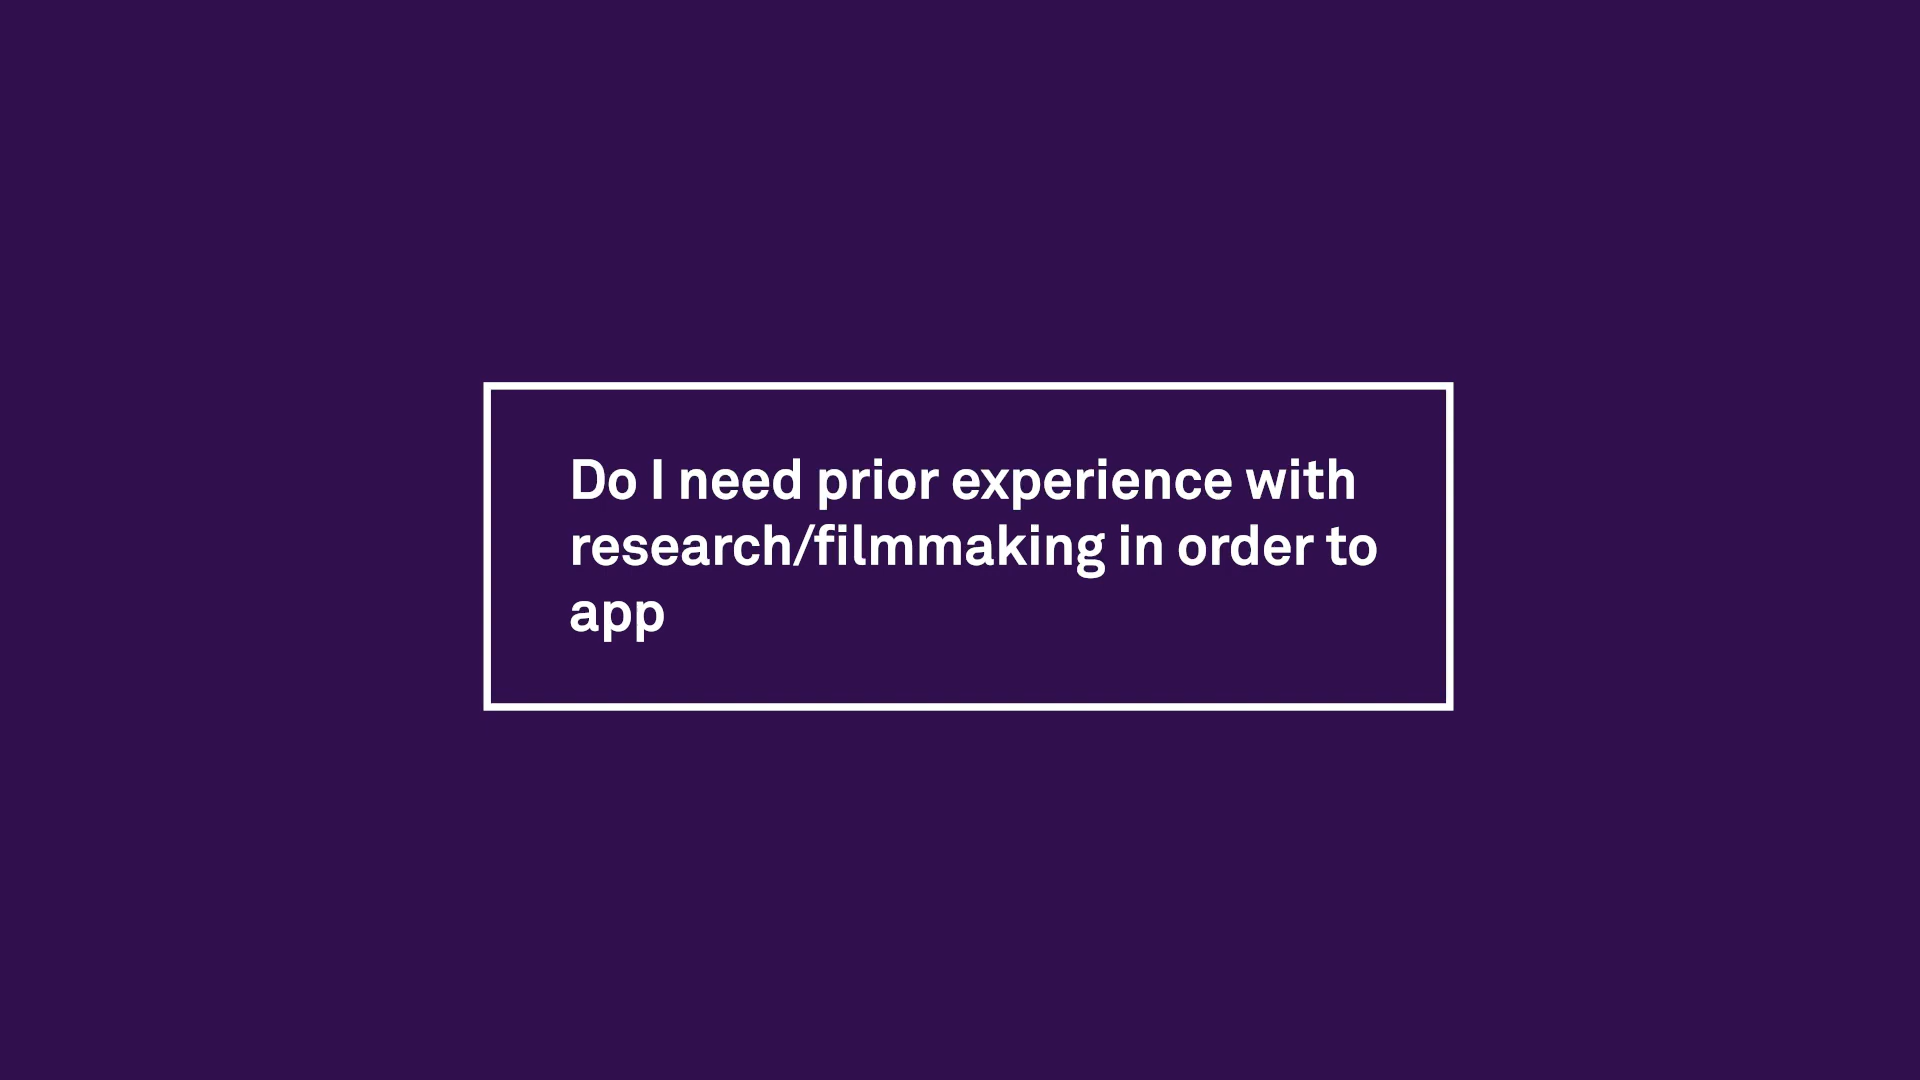 Do I need prior experience with
research/filmmaking in order to
app